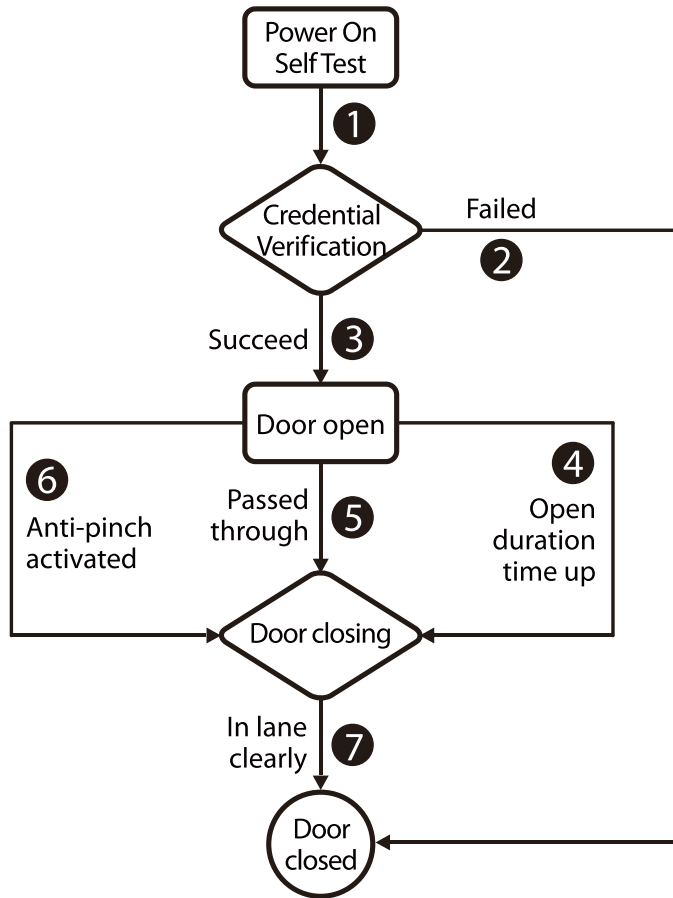 Power On
Self Test
1
Credential
Verification
Failed
2
Succeed
3
Door open
6
Anti-pinch
activated
Passed
through
5
4
Open
duration
time up
Door closing
In lane
clearly
7
Door
closed